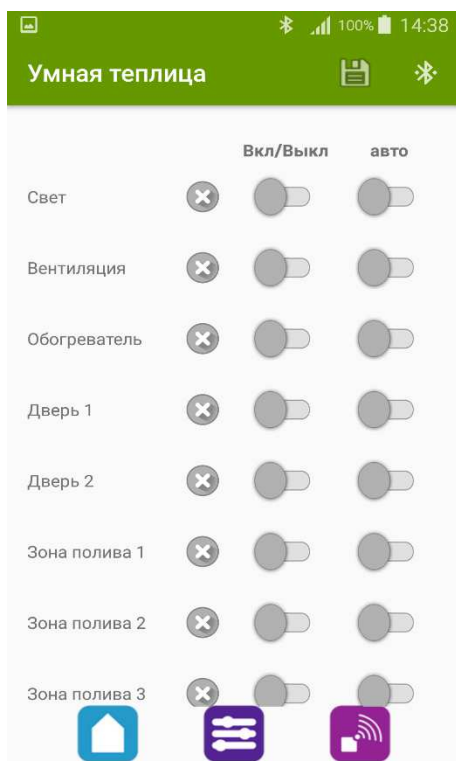 100% 14:38
Умная теплица
Вкл/Выкл авто
Свет
Вентиляция
Обогреватель
Дверь 1
Дверь 2
Зона полива 1
Зона полива 2
Зона полива 3